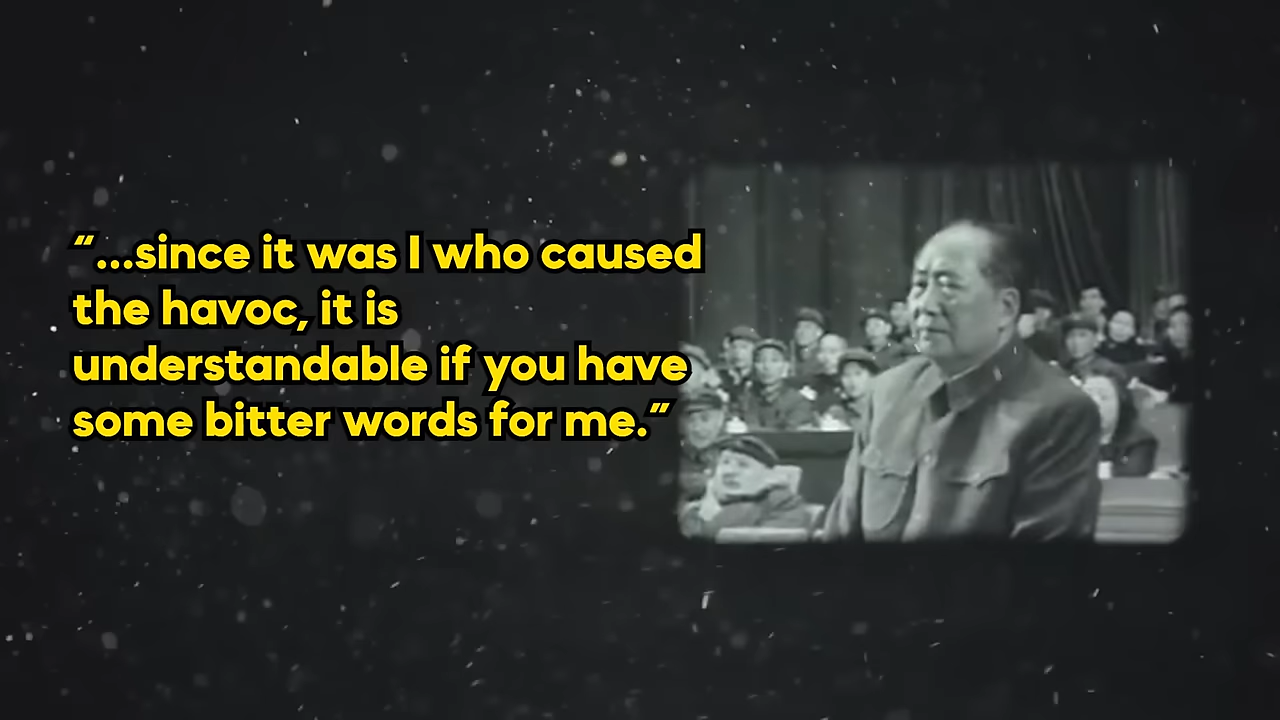 “...since it was I who caused
the havoc, it is
understandable if you have
some bitter words for me.”